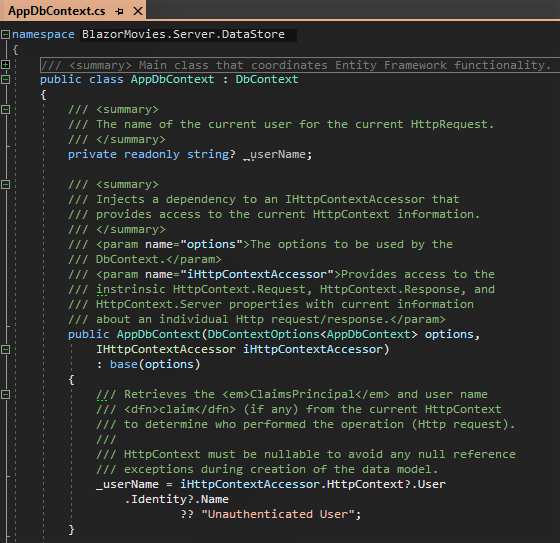 AppDbContext.cs
namespace BlazorMovies.Server.DataStore
{
/// <summary> Main class that coordinates Entity Framework functionality.
public class AppDbContext : DbContext
{
/// <summary>
/// The name of the current user for the current HttpRequest.
/// </summary>
private readonly string? _userName;
/// <summary>
/// Injects a dependency to an IHttpContextAccessor that
/// provides access to the current HttpContext information.
/// </summary>
/// <param name="options">The options to be used by the
/// DbContext.</param>
/// <param name="iHttpContextAccessor">Provides access to the
/// instrinsic HttpContext.Request, HttpContext.Response, and
/// HttpContext.Server properties with current information
/// about an individual Http request/response.</param>
public AppDbContext(DbContextOptions<AppDbContext> options,
IHttpContextAccessor iHttpContextAccessor)
: base(options)
{
/// Retrieves the <em>ClaimsPrincipal</em> and user name
/// <dfn>claim</dfn> (if any) from the current HttpContext
/// to determine who performed the operation (Http request).
///
/// HttpContext must be nullable to avoid any null reference
/// exceptions during creation of the data model.
_userName = iHttpContextAccessor.HttpContext?.User
.Identity?.Name
?? "Unauthenticated User";
}